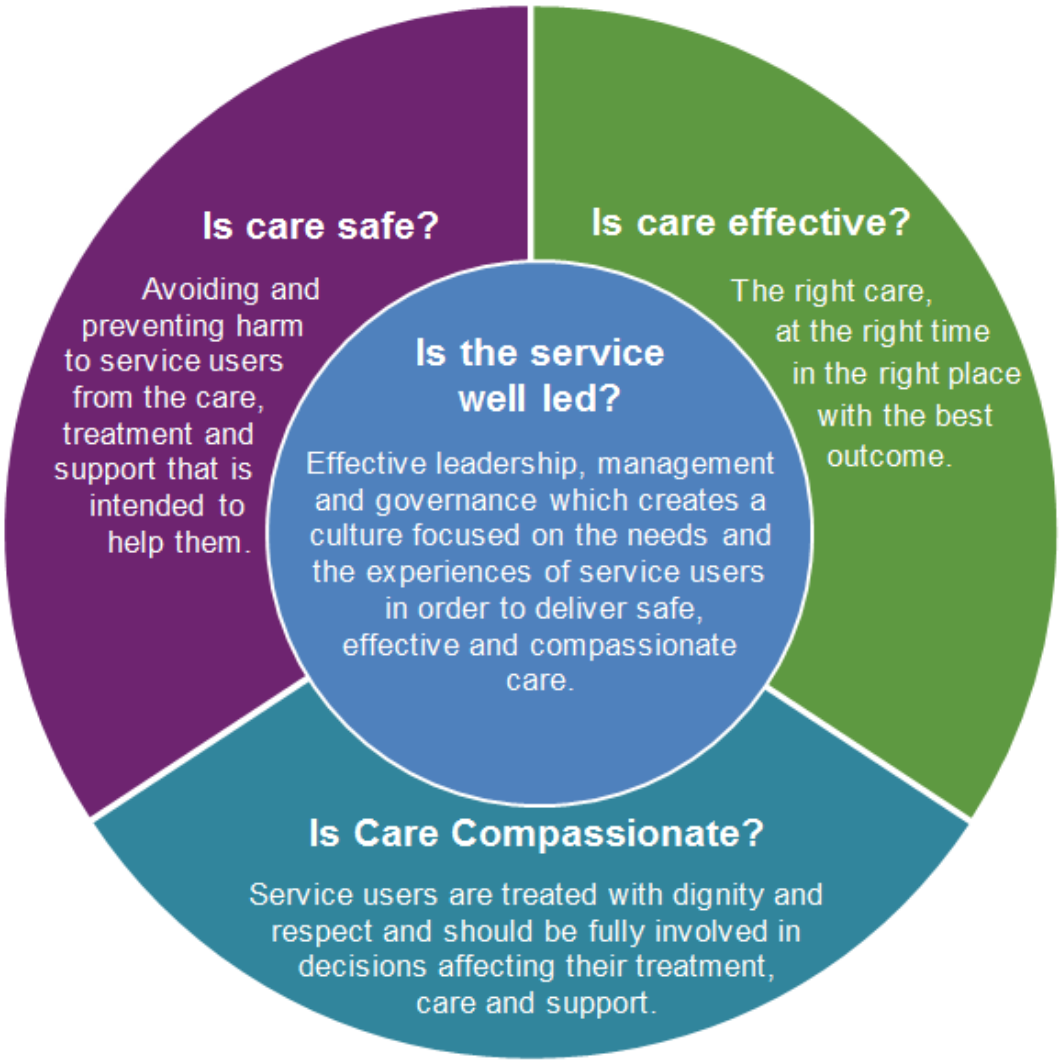 Is care safe?
Avoiding and
preventing harm
to service users
from the care,
treatment and
support that is
intended to
help them.
Is care effective?
The right care,
at the right time
in the right place
with the best
outcome.
Is the service
well led?
Effective leadership, management
and governance which creates a
culture focused on the needs and
the experiences of service users
in order to deliver safe,
effective and compassionate
care.
Is Care Compassionate?
Service users are treated with dignity and
respect and should be fully involved in
decisions affecting their treatment,
care and support.